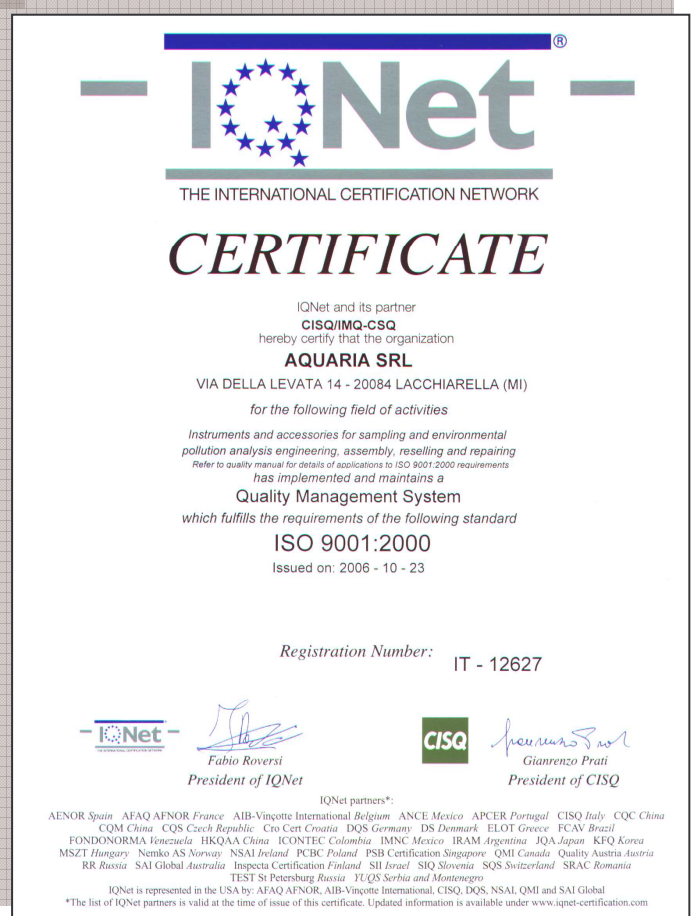 IQNet ®
THE INTERNATIONAL CERTIFICATION NETWORK
CERTIFICATE
IQNet and its partner
CISQ/IMQ-CSQ
hereby certify that the organization
AQUARIA SRL
VIA DELLA LEVATA 14 - 20084 LACCHIARELLA (MI)
for the following field of activities
Instruments and accessories for sampling and environmental
pollution analysis engineering, assembly, reselling and repairing
Refer to quality manual for details of applications to ISO 9001:2000 requirements
has implemented and maintains a
Quality Management System
which fulfills the requirements of the following standard
ISO 9001:2000
Issued on: 2006 - 10 - 23
Registration Number: IT - 12627
IQNet
THE INTERNATIONAL CERTIFICATION NETWORK
CISQ
Fabio Roversi
President of IQNet
Gianrenzo Prati
President of CISQ
IQNet partners*:
AENOR Spain AFAQ AFNOR France AIB-Vinçotte International Belgium ANCE Mexico APCER Portugal CISQ Italy CQC China
CQM China CQS Czech Republic Cro Cert Croatia DQS Germany DS Denmark ELOT Greece FCAV Brazil
FONDONORMA Venezuela HKQAA China ICONTEC Colombia IMNC Mexico IRAM Argentina JQA Japan KFQ Korea
MSZT Hungary Nemko AS Norway NSAI Ireland PCBC Poland PSB Certification Singapore QMI Canada Quality Austria Austria
RR Russia SAI Global Australia Inspecta Certification Finland SII Israel SIQ Slovenia SQS Switzerland SRAC Romania
TEST St Petersburg Russia YUQS Serbia and Montenegro
IQNet is represented in the USA by: AFAQ AFNOR, AIB-Vinçotte International, CISQ, DQS, NSAI, QMI and SAI Global
*The list of IQNet partners is valid at the time of issue of this certificate. Updated information is available under www.iqnet-certification.com